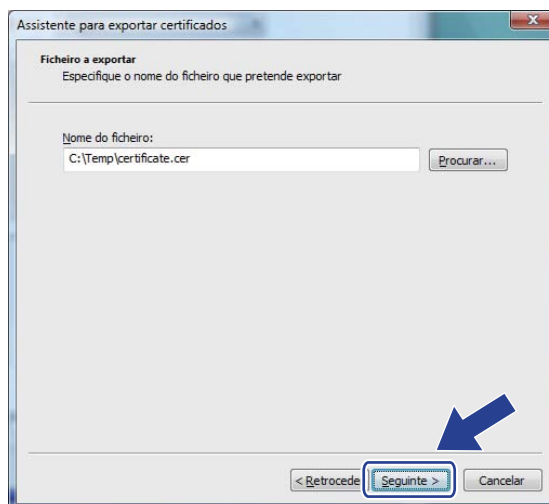 Assistente para exportar certificados
Ficheiro a exportar
Especifique o nome do ficheiro que pretende exportar
Nome do ficheiro:
C:\Temp\certificate.cer
Procurar...
< Retrocede
Seguinte >
Cancelar